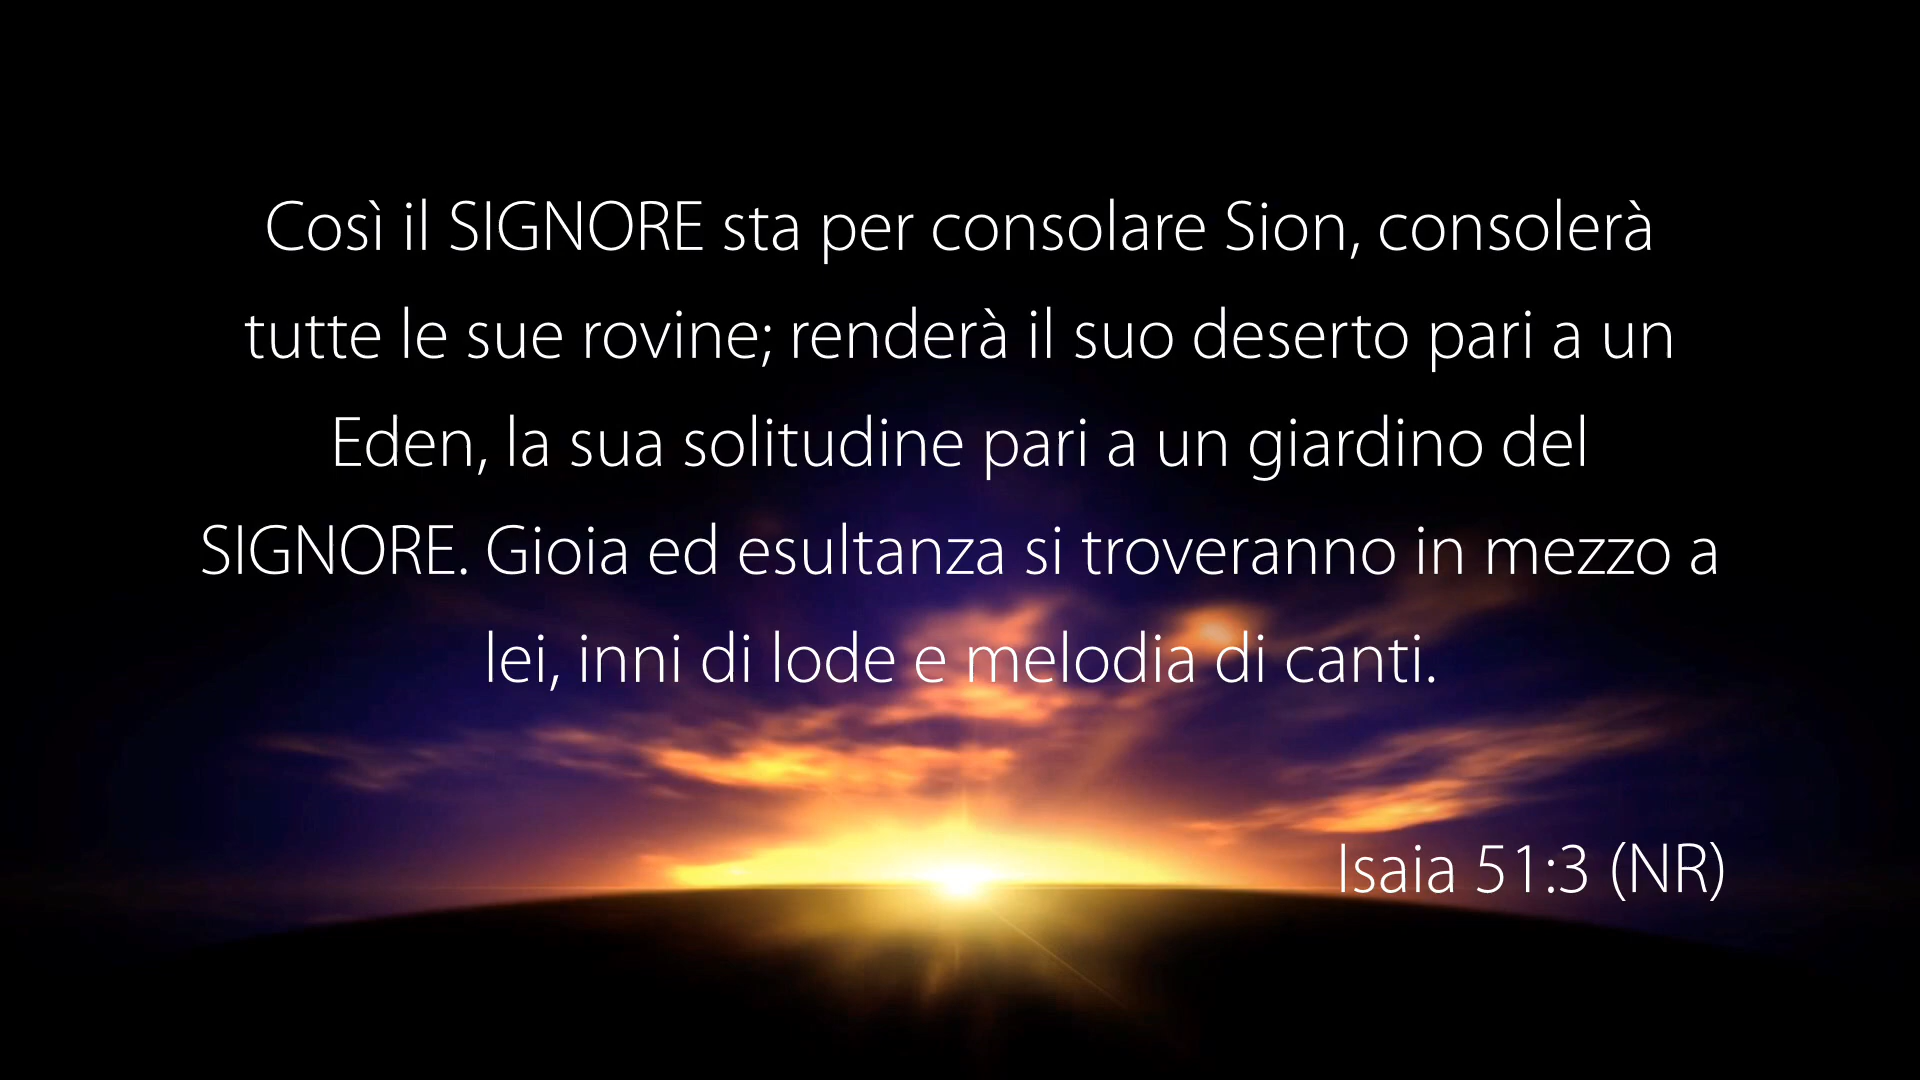 Così il SIGNORE sta per consolare Sion, consolerà
tutte le sue rovine; renderà il suo deserto pari a un
Eden, la sua solitudine pari a un giardino del
SIGNORE. Gioia ed esultanza si troveranno in mezzo a
lei, inni di lode e melodia di canti.
Isaia 51:3 (NR)